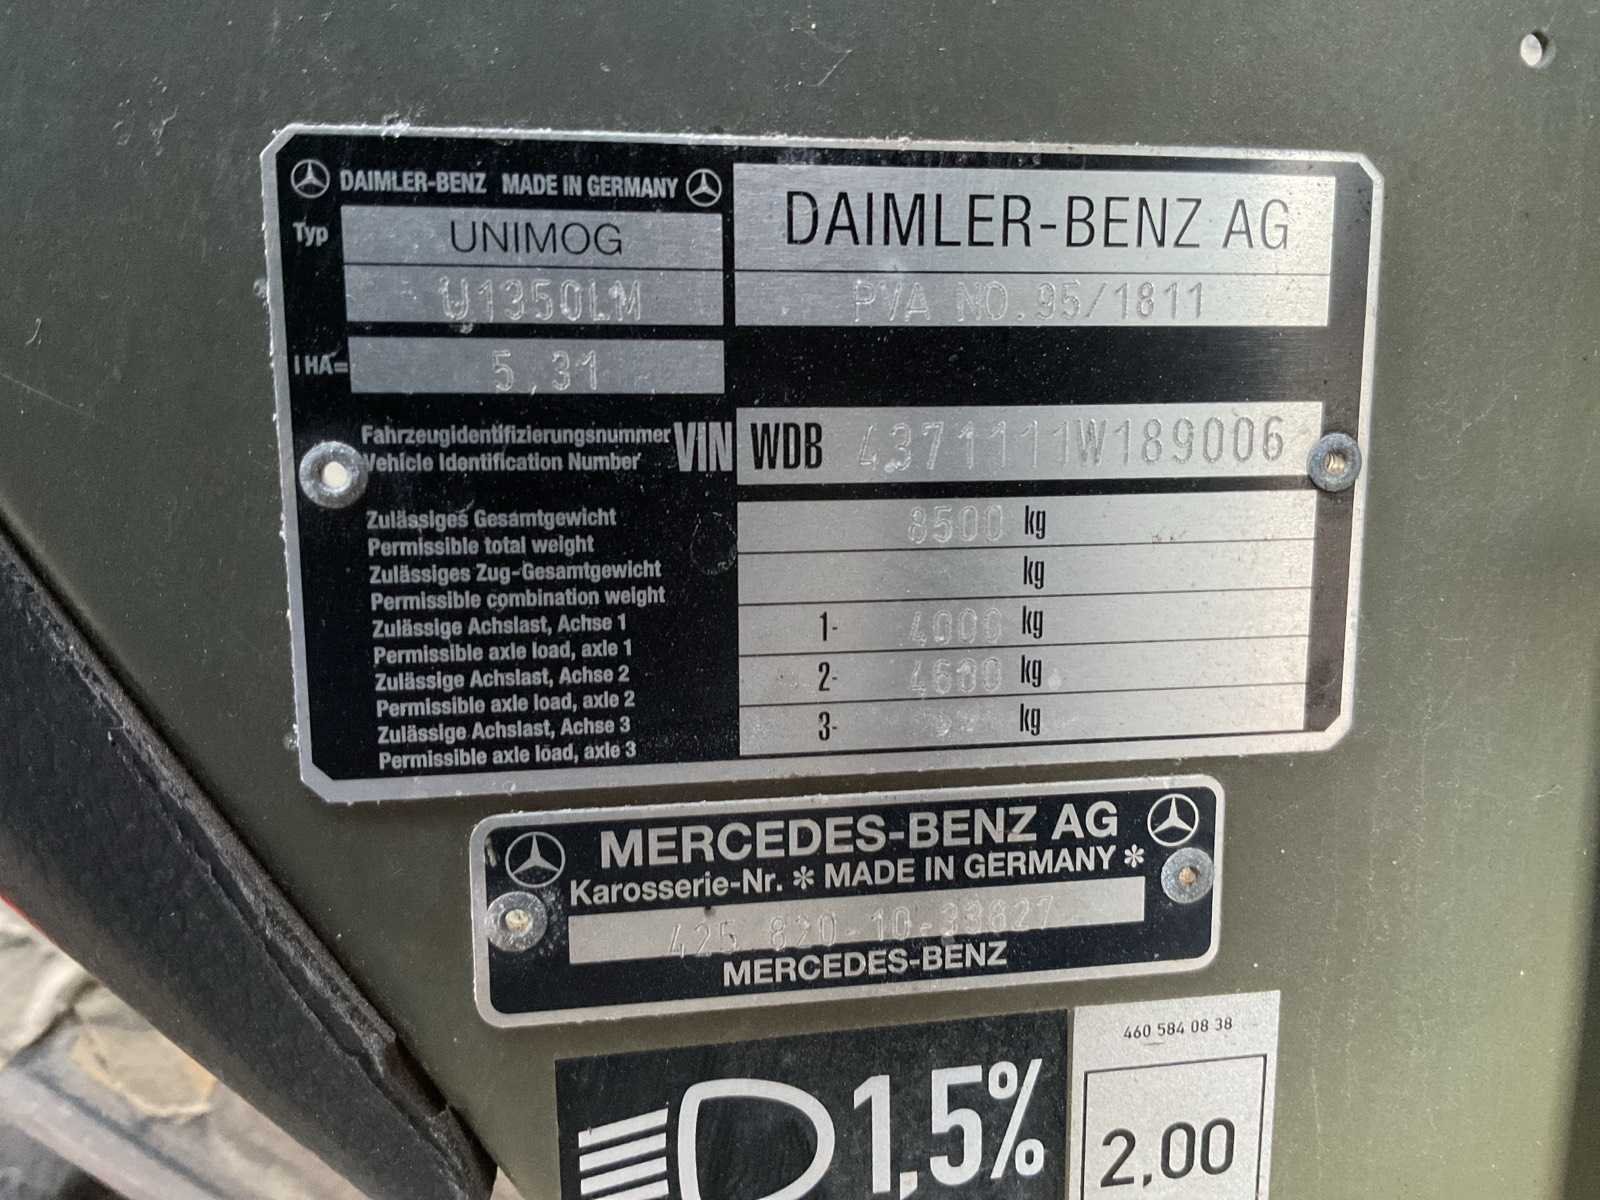 DAIMLER-BENZ MADE IN GERMANY
DAIMLER-BENZ AG
Typ UNIMOG
U1350LM
PVA NO.95/1811
i HA= 5,31
Fahrzeugidentifizierungsnummer
Vehicle Identification Number
VIN WDB 4371111W189006
Zulässiges Gesamtgewicht
Permissible total weight
8500 kg
Zulässiges Zug-Gesamtgewicht
Permissible combination weight
kg
Zulässige Achslast, Achse 1
Permissible axle load, axle 1
1- 4000 kg
Zulässige Achslast, Achse 2
Permissible axle load, axle 2
2- 4600 kg
Zulässige Achslast, Achse 3
Permissible axle load, axle 3
3- kg
MERCEDES-BENZ AG
Karosserie-Nr. * MADE IN GERMANY *
425 820-10-
MERCEDES-BENZ
1,5%
460 584 08 38
2,00